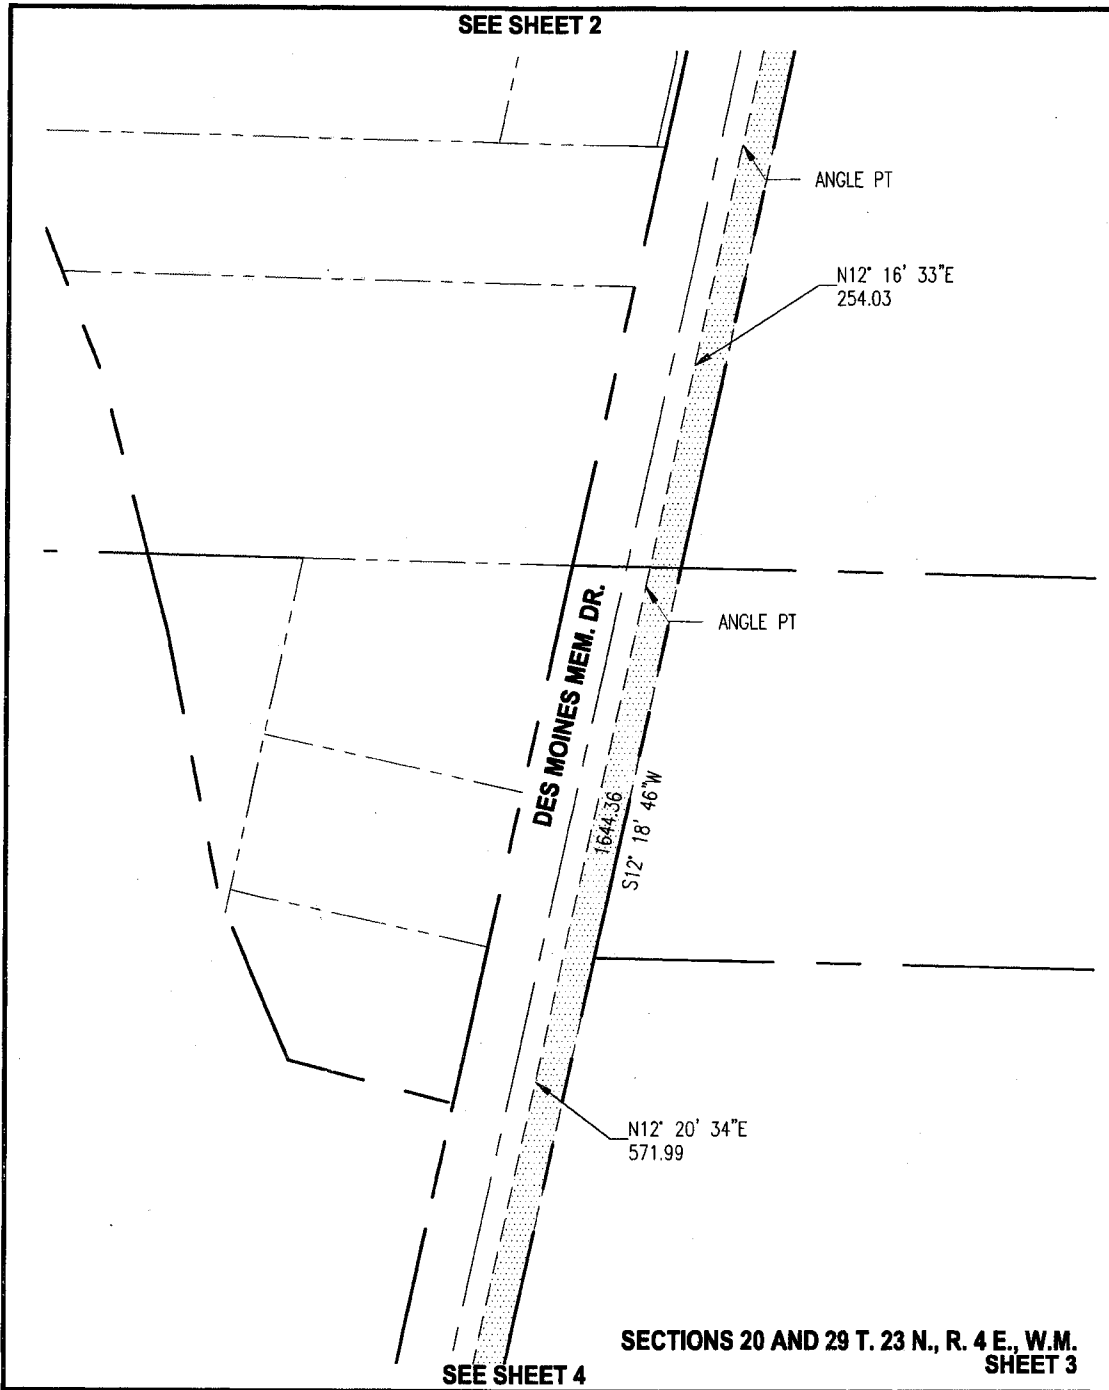 SEE SHEET 2
ANGLE PT
N12° 16' 33"E
254.03
ANGLE PT
DES MOINES MEM. DR.
1644.36
S12° 18' 46"W
N12° 20' 34"E
571.99
SECTIONS 20 AND 29 T. 23 N., R. 4 E., W.M.
SHEET 3
SEE SHEET 4